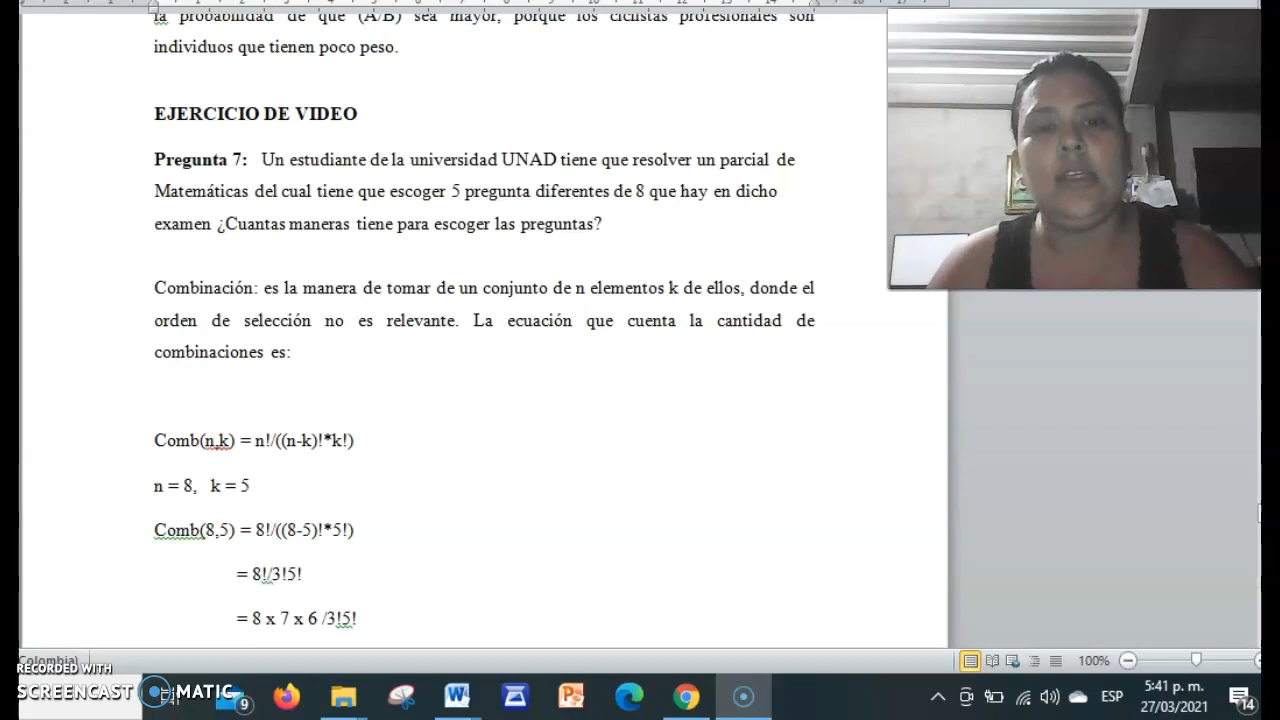 la probabilidad de que (A/B) sea mayor, porque los ciclistas profesionales son
individuos que tienen poco peso.
EJERCICIO DE VIDEO
Pregunta 7: Un estudiante de la universidad UNAD tiene que resolver un parcial de
Matemáticas del cual tiene que escoger 5 pregunta diferentes de 8 que hay en dicho
examen ¿Cuantas maneras tiene para escoger las preguntas?
Combinación: es la manera de tomar de un conjunto de n elementos k de ellos, donde el
orden de selección no es relevante. La ecuación que cuenta la cantidad de
combinaciones es:
Comb(n,k) = n!/((n-k)!*k!)
n = 8, k = 5
Comb(8,5) = 8!/((8-5)!*5!)
= 8!/3!5!
= 8 x 7 x 6 /3!5!
Colombia)
100%
RECORDED WITH
SCREENCAST MATIC
9
ESP
5:41 p. m.
27/03/2021
14